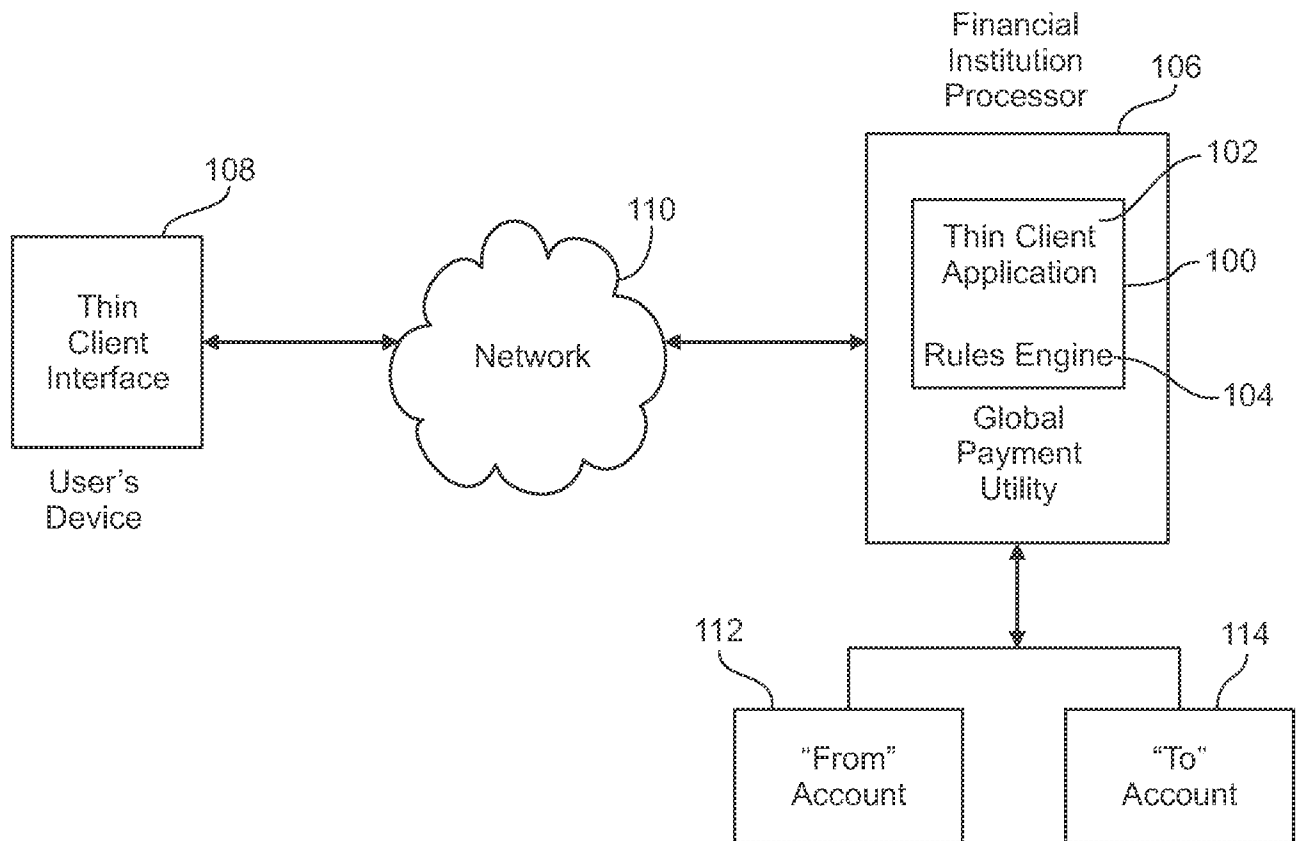 Financial
Institution
Processor
106
102
108
110
Thin Client
Application
100
Thin
Client
Interface
Network
Rules Engine
104
Global
Payment
Utility
User's
Device
112
114
“From”
Account
“To”
Account